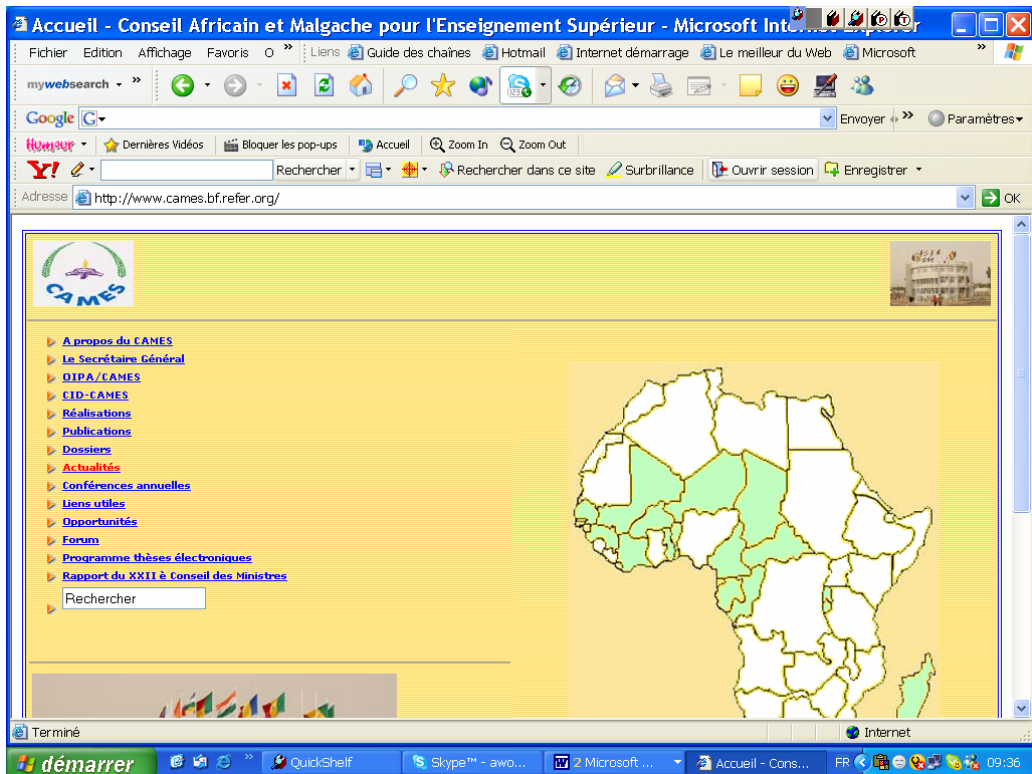 Accueil - Conseil Africain et Malgache pour l'Enseignement Supérieur - Microsoft Internet Explorer
Fichier Edition Affichage Favoris O » Liens Guide des chaînes Hotmail Internet démarrage Le meilleur du Web Microsoft »
mywebsearch »
Google G Envoyer » Paramètres
Humeur Dernières Vidéos Bloquer les pop-ups Accueil Zoom In Zoom Out
Y! Rechercher Rechercher dans ce site Surbrillance Ouvrir session Enregistrer
Adresse http://www.cames.bf.refer.org/ OK
CAMES
A propos du CAMES
Le Secrétaire Général
OIPA/CAMES
CID-CAMES
Réalisations
Publications
Dossiers
Actualités
Conférences annuelles
Liens utiles
Opportunités
Forum
Programme thèses électroniques
Rapport du XXII è Conseil des Ministres
Rechercher
Terminé Internet
démarrer » QuickShelf Skype™ - awo... 2 Microsoft ... Accueil - Cons... FR 09:36